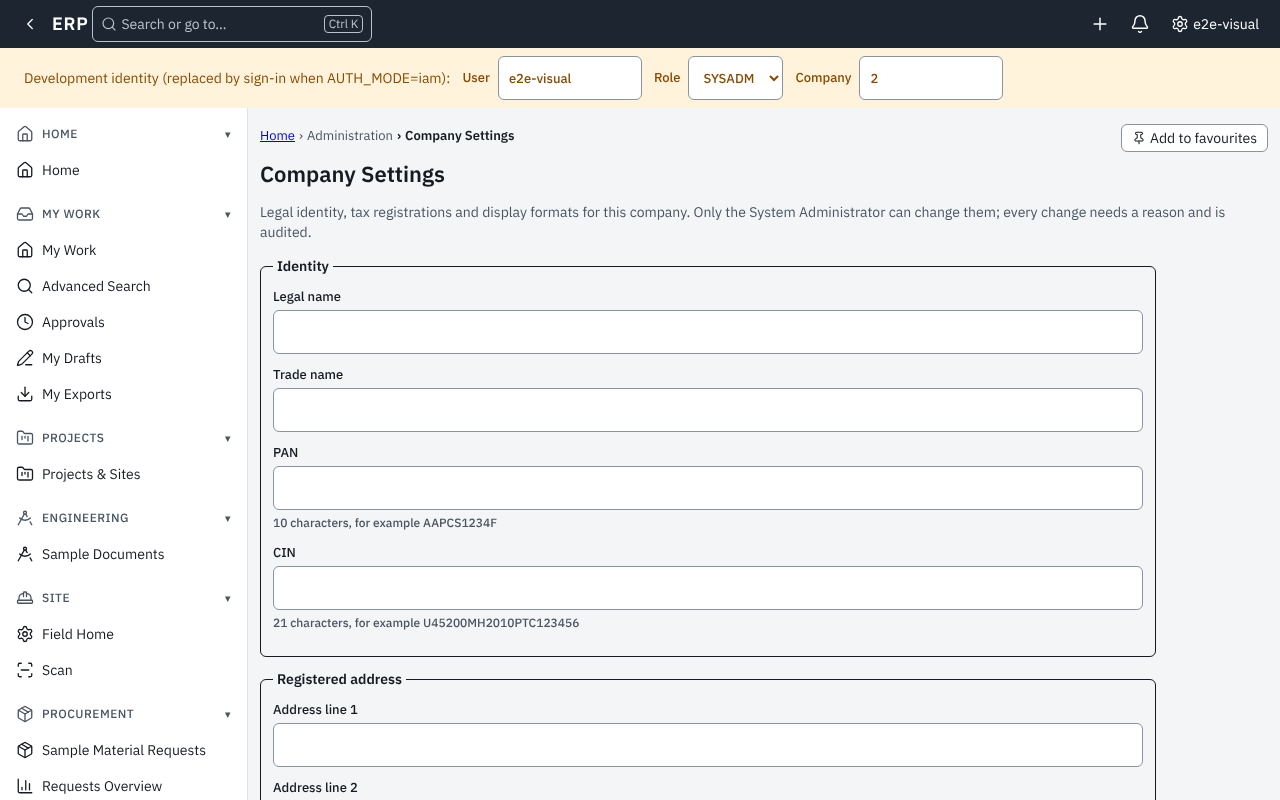 ERP
Search or go to... Ctrl K
e2e-visual
Development identity (replaced by sign-in when AUTH_MODE=iam): User e2e-visual Role SYSADM Company 2
HOME
Home
MY WORK
My Work
Advanced Search
Approvals
My Drafts
My Exports
PROJECTS
Projects & Sites
ENGINEERING
Sample Documents
SITE
Field Home
Scan
PROCUREMENT
Sample Material Requests
Requests Overview
Home › Administration › Company Settings
Add to favourites
Company Settings
Legal identity, tax registrations and display formats for this company. Only the System Administrator can change them; every change needs a reason and is
audited.
Identity
Legal name
Trade name
PAN
10 characters, for example AAPCS1234F
CIN
21 characters, for example U45200MH2010PTC123456
Registered address
Address line 1
Address line 2